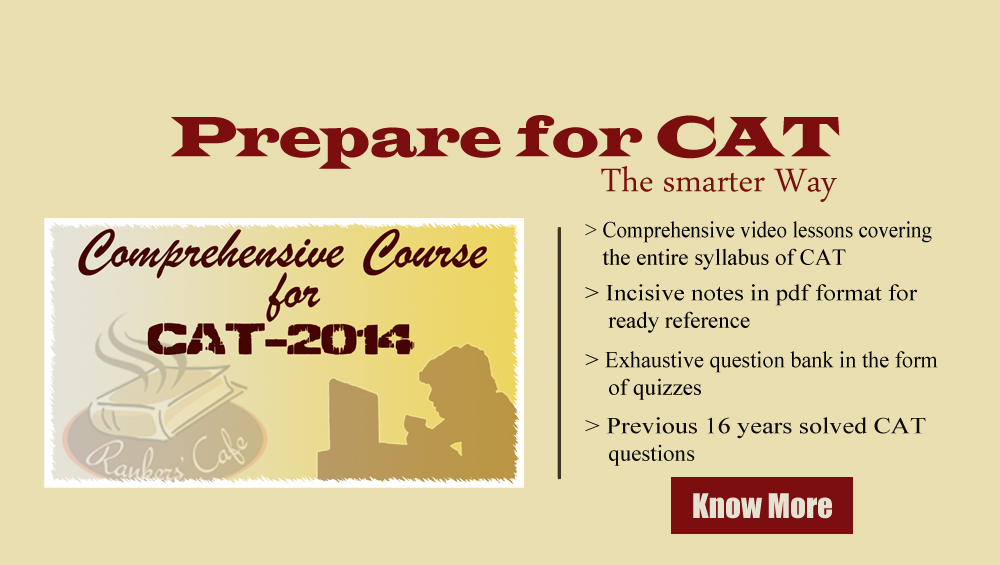 Prepare for CAT
The smarter Way
Comprehensive Course
for
CAT-2014
Rankers' Cafe
> Comprehensive video lessons covering
the entire syllabus of CAT
> Incisive notes in pdf format for
ready reference
> Exhaustive question bank in the form
of quizzes
> Previous 16 years solved CAT
questions
Know More